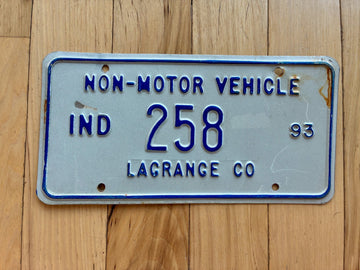 NON-MOTOR VEHICLE
IND 258 93
LAGRANGE CO